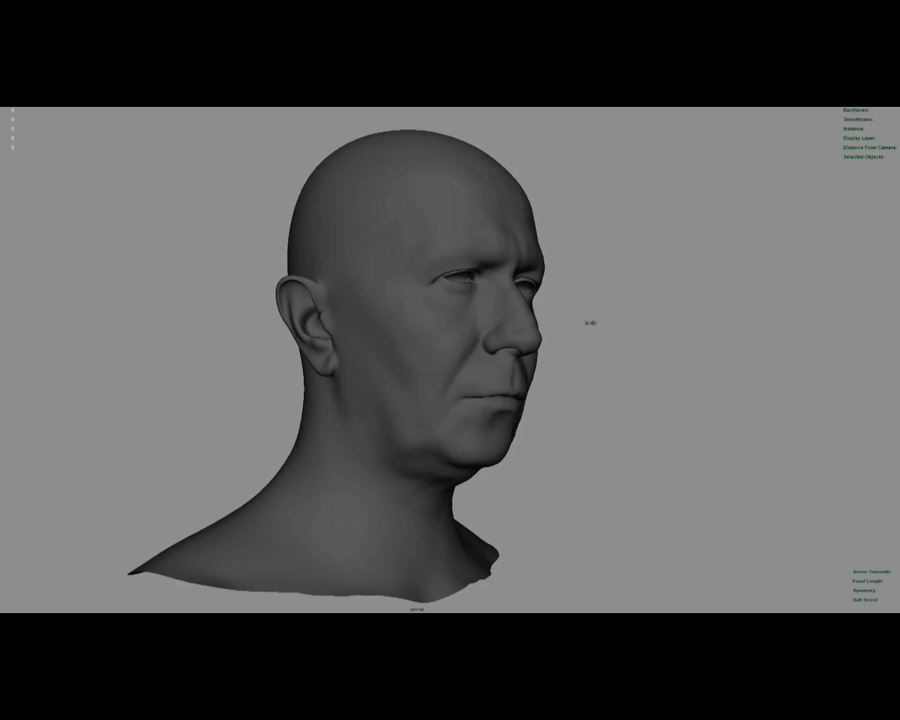 Backfaces:
Smoothness:
Instance:
Display Layer:
Distance From Camera:
Selected Objects:
Focal Length:
Symmetry
Soft Select
persp